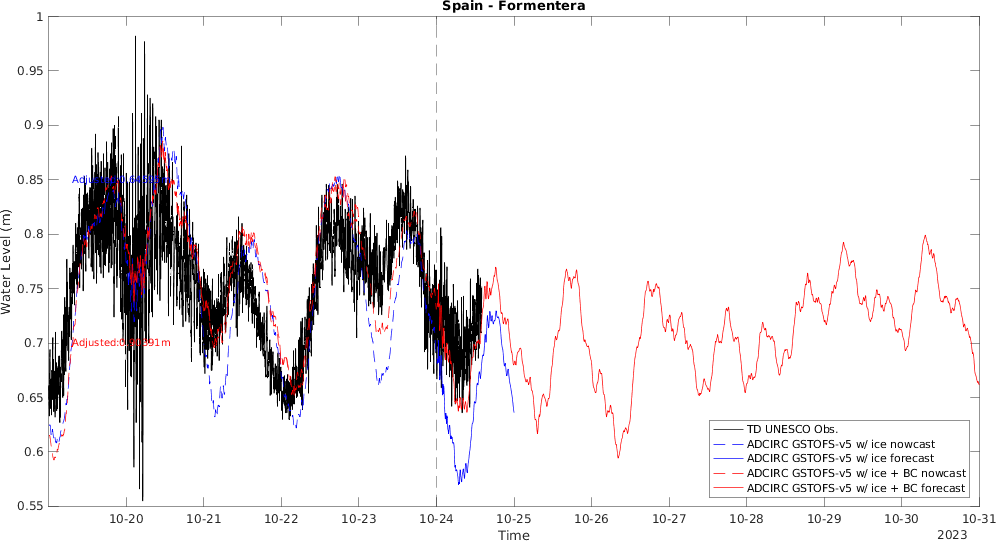 Spain - Formentera
1
0.95
0.9
0.85
0.8
0.75
0.7
0.65
0.6
0.55
Water Level (m)
10-20
10-21
10-22
10-23
10-24
10-25
10-26
10-27
10-28
10-29
10-30
10-31
Time
2023
TD UNESCO Obs.
ADCIRC GSTOFS-v5 w/ ice nowcast
ADCIRC GSTOFS-v5 w/ ice forecast
ADCIRC GSTOFS-v5 w/ ice + BC nowcast
ADCIRC GSTOFS-v5 w/ ice + BC forecast